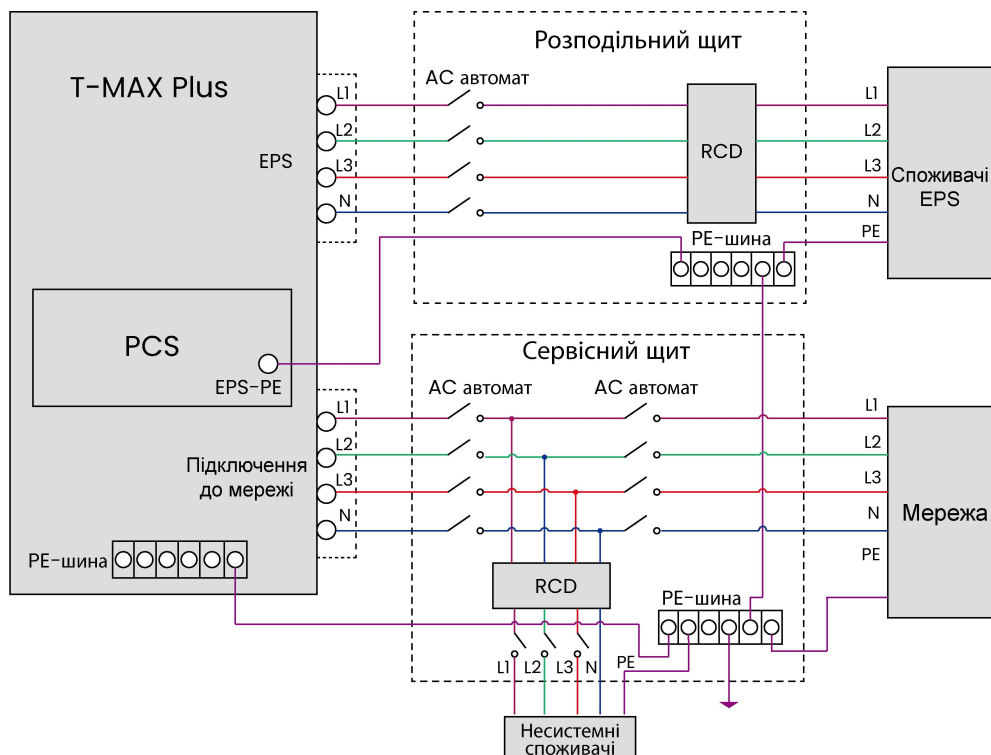 T-MAX Plus
EPS
L1
L2
L3
N
Розподільний щит
AC автомат
RCD
PE-шина
L1
L2
L3
N
PE
Споживачі
EPS
PCS
EPS-PE
Сервісний щит
AC автомат
AC автомат
L1
L2
L3
N
Підключення
до мережі
PE-шина
RCD
PE-шина
L1
L2
L3
N
PE
L1
L2
L3
N
PE
Мережа
Несистемні
споживачі